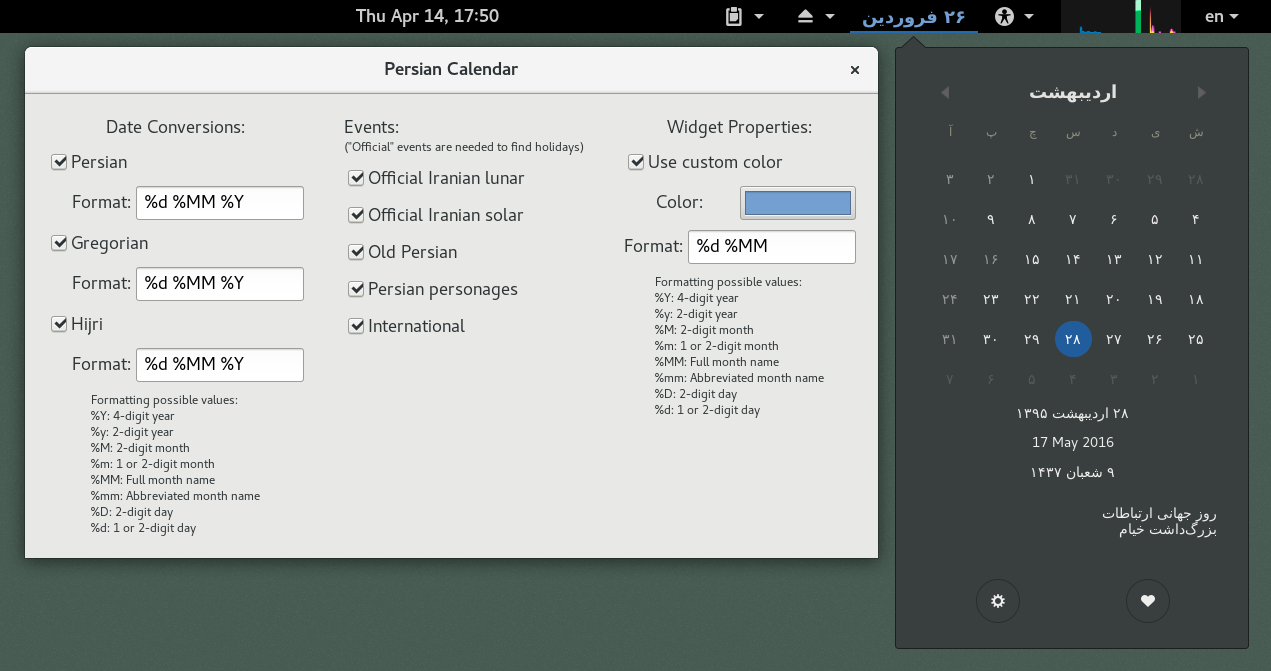 Thu Apr 14, 17:50
۲۶ فروردین
en
Persian Calendar
Date Conversions:
Persian
Format: %d %MM %Y
Gregorian
Format: %d %MM %Y
Hijri
Format: %d %MM %Y
Formatting possible values:
%Y: 4-digit year
%y: 2-digit year
%M: 2-digit month
%m: 1 or 2-digit month
%MM: Full month name
%mm: Abbreviated month name
%D: 2-digit day
%d: 1 or 2-digit day
Events:
("Official" events are needed to find holidays)
Official Iranian lunar
Official Iranian solar
Old Persian
Persian personages
International
Widget Properties:
Use custom color
Color:
Format: %d %MM
Formatting possible values:
%Y: 4-digit year
%y: 2-digit year
%M: 2-digit month
%m: 1 or 2-digit month
%MM: Full month name
%mm: Abbreviated month name
%D: 2-digit day
%d: 1 or 2-digit day
اردیبهشت
ش ی د س چ پ آ
۲۸ ۲۹ ۳۰ ۳۱ ۱ ۲ ۳
۴ ۵ ۶ ۷ ۸ ۹ ۱۰
۱۱ ۱۲ ۱۳ ۱۴ ۱۵ ۱۶ ۱۷
۱۸ ۱۹ ۲۰ ۲۱ ۲۲ ۲۳ ۲۴
۲۵ ۲۶ ۲۷ ۲۸ ۲۹ ۳۰ ۳۱
۱ ۲ ۳ ۴ ۵ ۶ ۷
۲۸ اردیبهشت ۱۳۹۵
17 May 2016
۹ شعبان ۱۴۳۷
روز جهانی ارتباطات
بزرگ‌داشت خیام